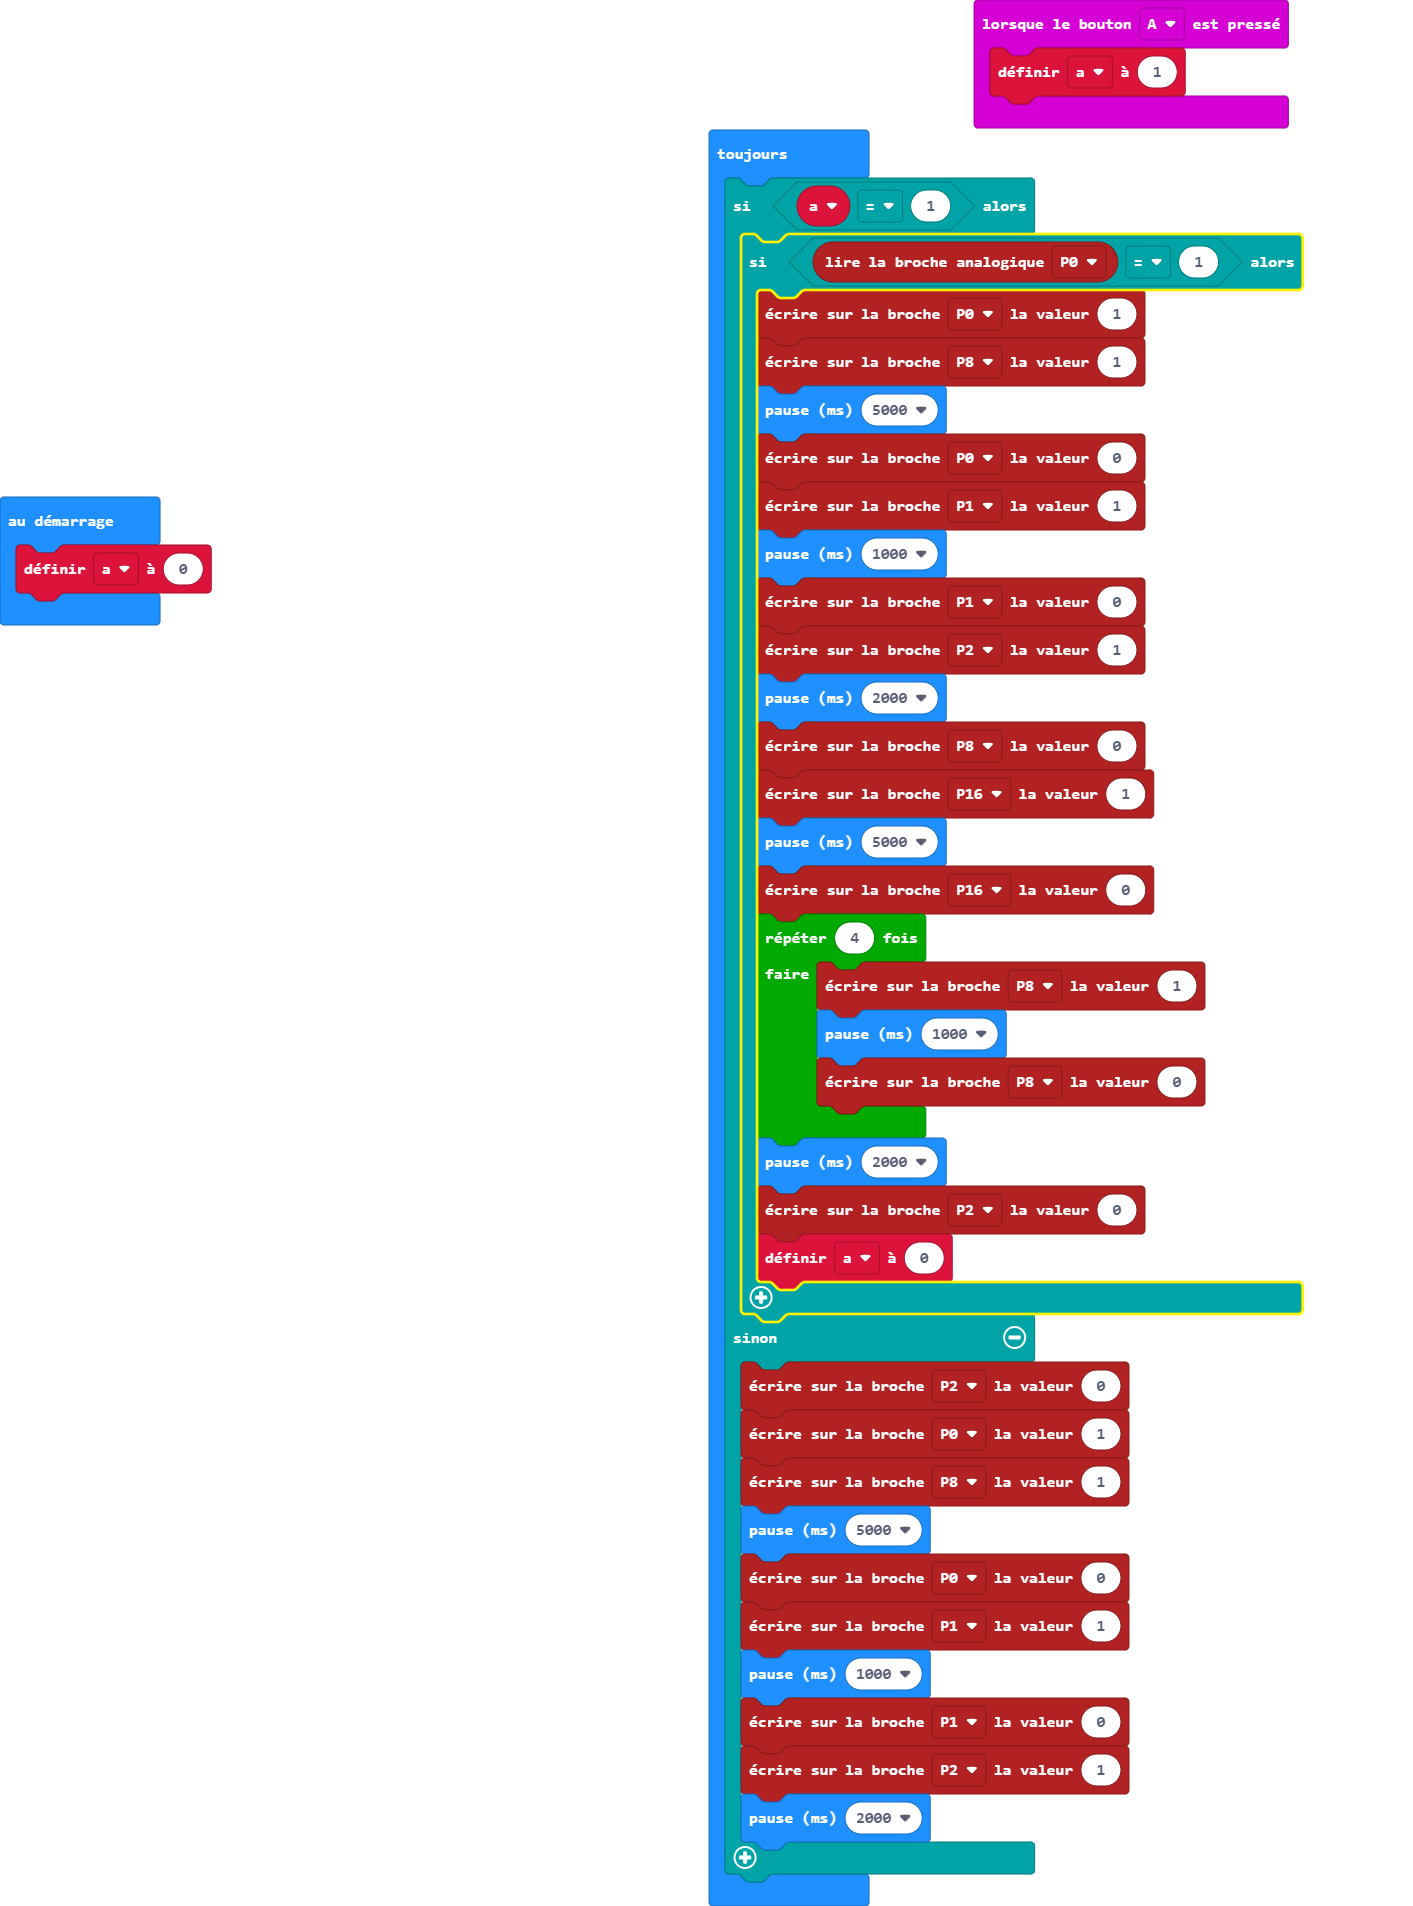 lorsque le bouton A est pressé
définir a à 1
toujours
si a = 1 alors
si lire la broche analogique P0 = 1 alors
écrire sur la broche P0 la valeur 1
écrire sur la broche P8 la valeur 1
pause (ms) 5000
écrire sur la broche P0 la valeur 0
écrire sur la broche P1 la valeur 1
pause (ms) 1000
écrire sur la broche P1 la valeur 0
écrire sur la broche P2 la valeur 1
pause (ms) 2000
écrire sur la broche P8 la valeur 0
écrire sur la broche P16 la valeur 1
pause (ms) 5000
écrire sur la broche P16 la valeur 0
répéter 4 fois
faire
écrire sur la broche P8 la valeur 1
pause (ms) 1000
écrire sur la broche P8 la valeur 0
pause (ms) 2000
écrire sur la broche P2 la valeur 0
définir a à 0
sinon
écrire sur la broche P2 la valeur 0
écrire sur la broche P0 la valeur 1
écrire sur la broche P8 la valeur 1
pause (ms) 5000
écrire sur la broche P0 la valeur 0
écrire sur la broche P1 la valeur 1
pause (ms) 1000
écrire sur la broche P1 la valeur 0
écrire sur la broche P2 la valeur 1
pause (ms) 2000
au démarrage
définir a à 0